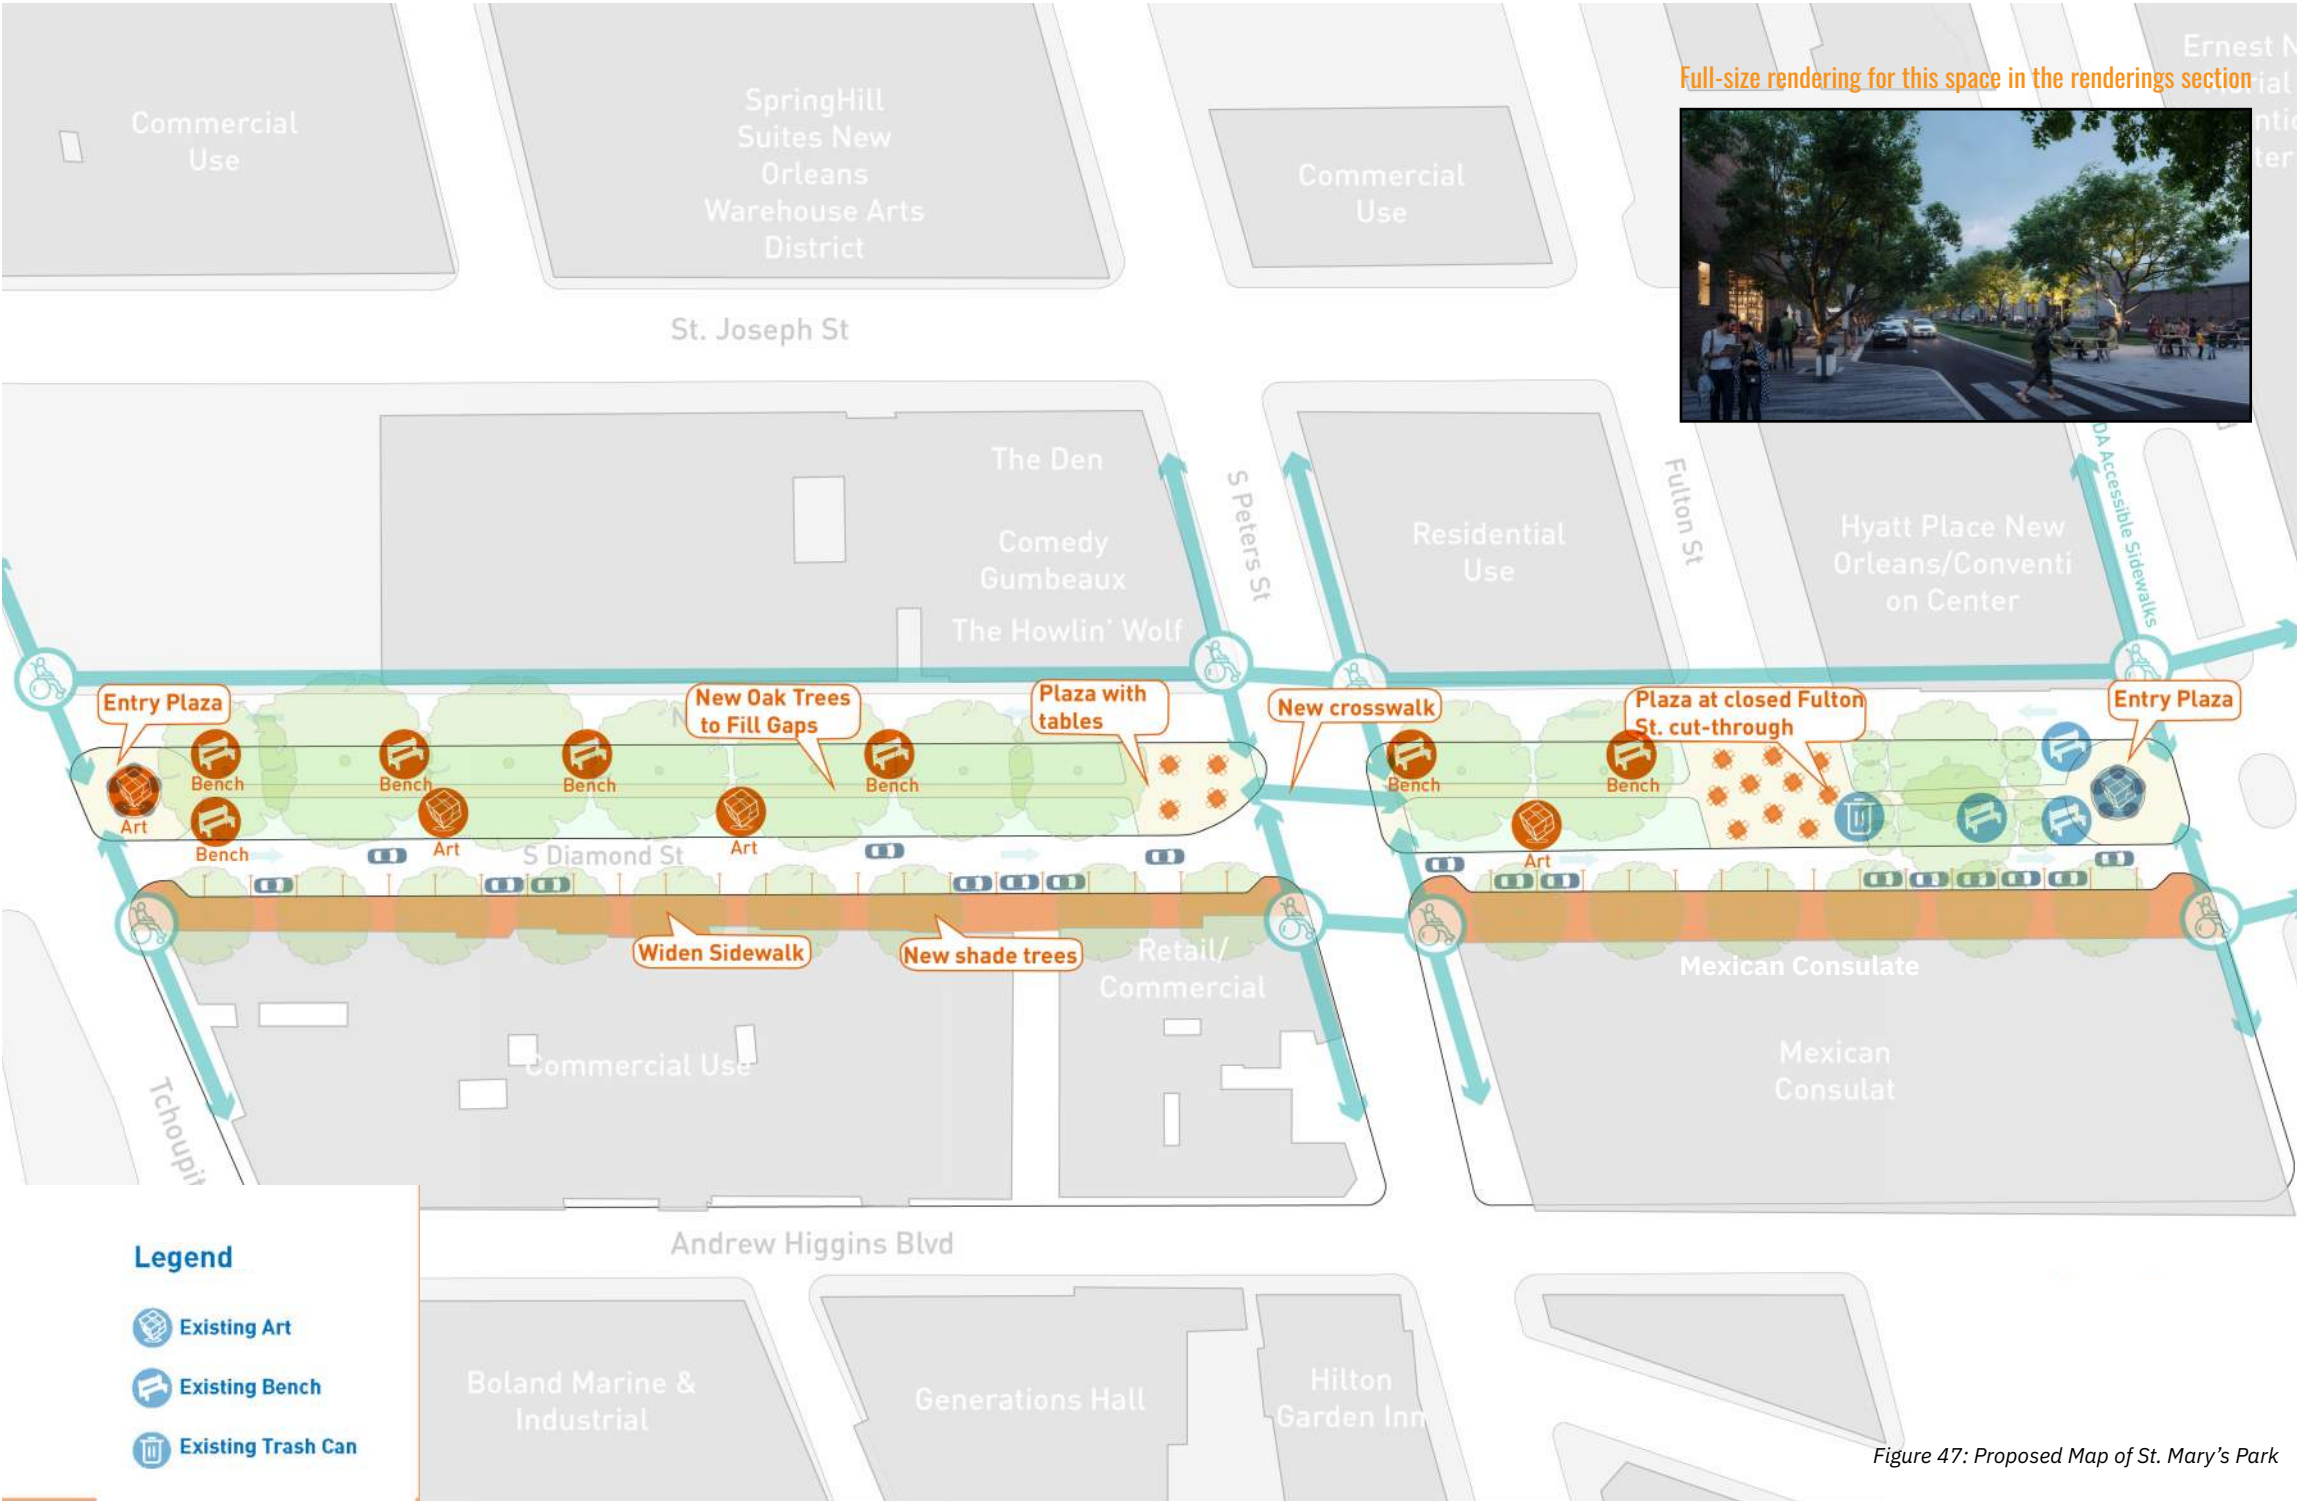 Full-size rendering for this space in the renderings section
Ernest
Commercial
Use
SpringHill
Suites New
Orleans
Warehouse Arts
District
Commercial
Use
St. Joseph St
The Den
Comedy
Gumbeaux
The Howlin' Wolf
S Peters St
Residential
Use
Fulton St
Hyatt Place New
Orleans/Conventi
on Center
Accessible Sidewalks
Entry Plaza
New Oak Trees
to Fill Gaps
Plaza with
tables
New crosswalk
Plaza at closed Fulton
St. cut-through
Entry Plaza
Bench
Bench
Bench
Bench
Bench
Bench
Art
Bench
Art
Art
Art
S Diamond St
Widen Sidewalk
New shade trees
Retail/
Commercial
Mexican Consulate
Commercial Use
Mexican
Consulat
Tchoupit
Andrew Higgins Blvd
Legend
Existing Art
Existing Bench
Existing Trash Can
Boland Marine &
Industrial
Generations Hall
Hilton
Garden Inn
Figure 47: Proposed Map of St. Mary's Park